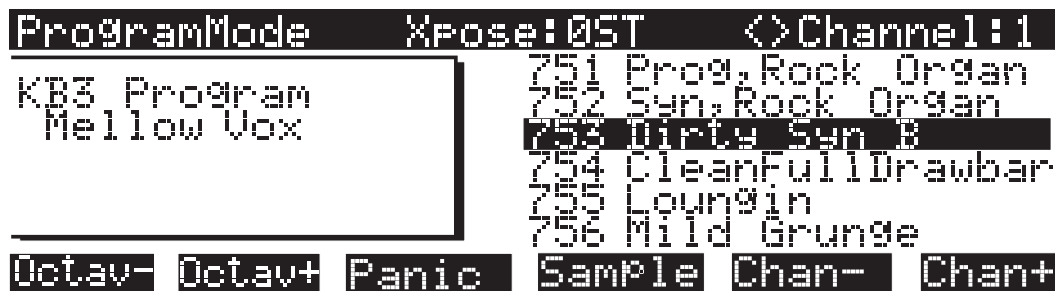 ProgramMode Xpose:0ST <>Channel:1
KB3 Program
Mellow Vox
751 Prog,Rock Organ
752 Syn,Rock Organ
753 Dirty Syn B
754 CleanFullDrawbar
755 Loungin
756 Mild Grunge
Octav- Octav+ Panic Sample Chan- Chan+